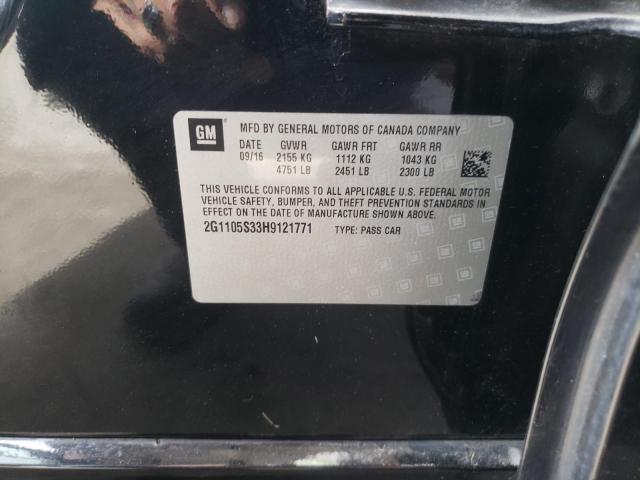 GM MFD BY GENERAL MOTORS OF CANADA COMPANY
DATE GVWR GAWR FRT GAWR RR
09/16 2155 KG 1112 KG 1043 KG
4751 LB 2451 LB 2300 LB
THIS VEHICLE CONFORMS TO ALL APPLICABLE U.S. FEDERAL MOTOR
VEHICLE SAFETY, BUMPER, AND THEFT PREVENTION STANDARDS IN
EFFECT ON THE DATE OF MANUFACTURE SHOWN ABOVE.
2G1105S33H9121771 TYPE: PASS CAR